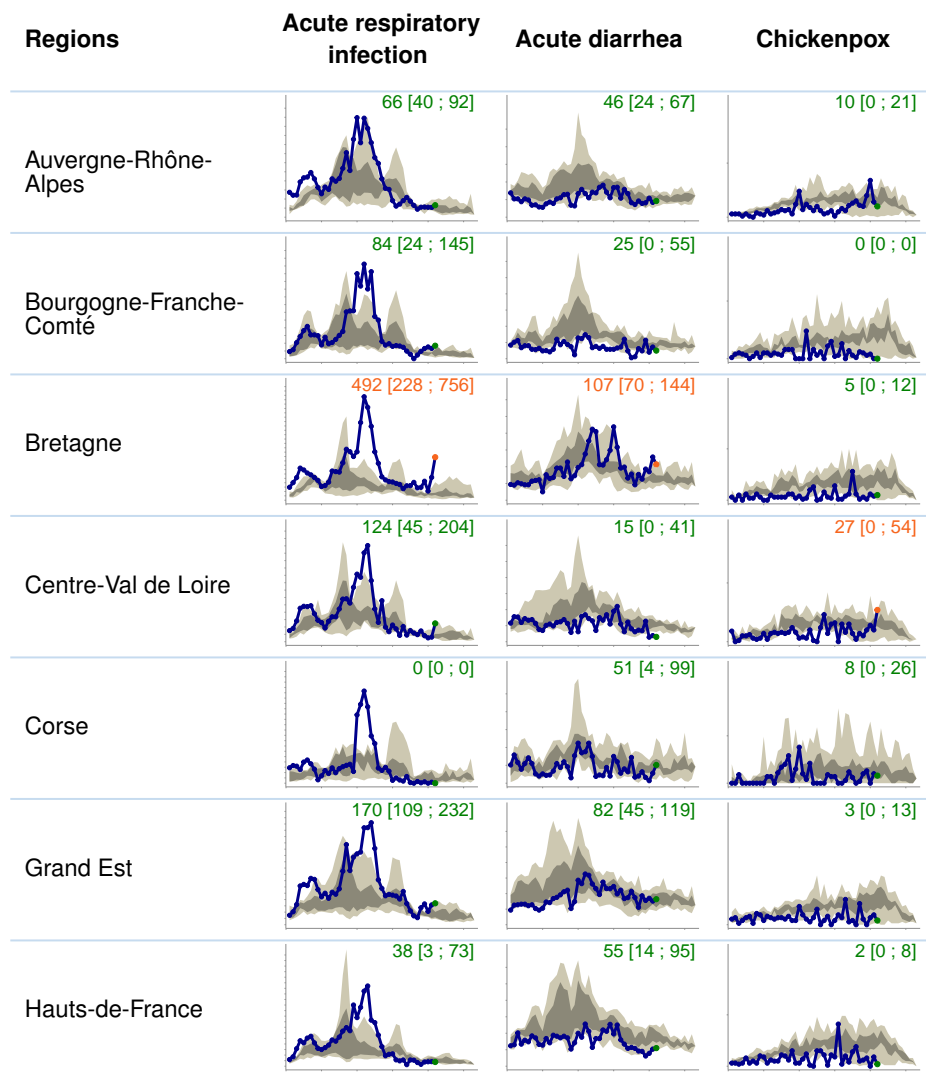 Regions
Acute respiratory
infection
Acute diarrhea
Chickenpox
Auvergne-Rhône-
Alpes
66 [40 ; 92]
46 [24 ; 67]
10 [0 ; 21]
Bourgogne-Franche-
Comté
84 [24 ; 145]
25 [0 ; 55]
0 [0 ; 0]
Bretagne
492 [228 ; 756]
107 [70 ; 144]
5 [0 ; 12]
Centre-Val de Loire
124 [45 ; 204]
15 [0 ; 41]
27 [0 ; 54]
Corse
0 [0 ; 0]
51 [4 ; 99]
8 [0 ; 26]
Grand Est
170 [109 ; 232]
82 [45 ; 119]
3 [0 ; 13]
Hauts-de-France
38 [3 ; 73]
55 [14 ; 95]
2 [0 ; 8]